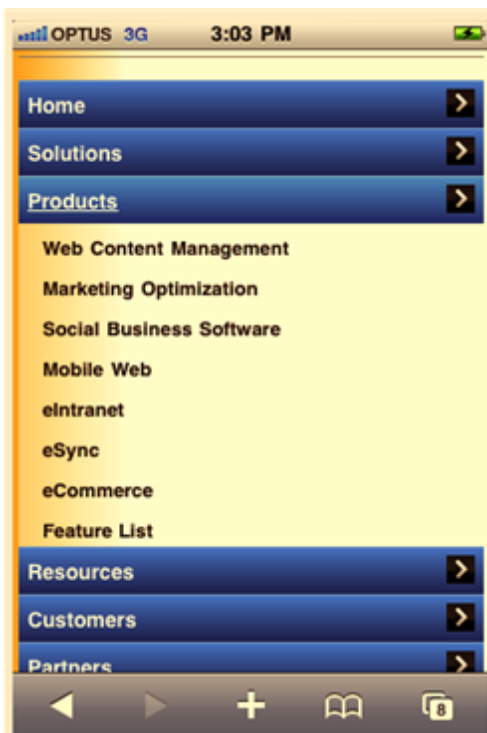 OPTUS 3G 3:03 PM
Home
Solutions
Products
Web Content Management
Marketing Optimization
Social Business Software
Mobile Web
eIntranet
eSync
eCommerce
Feature List
Resources
Customers
Partners
8